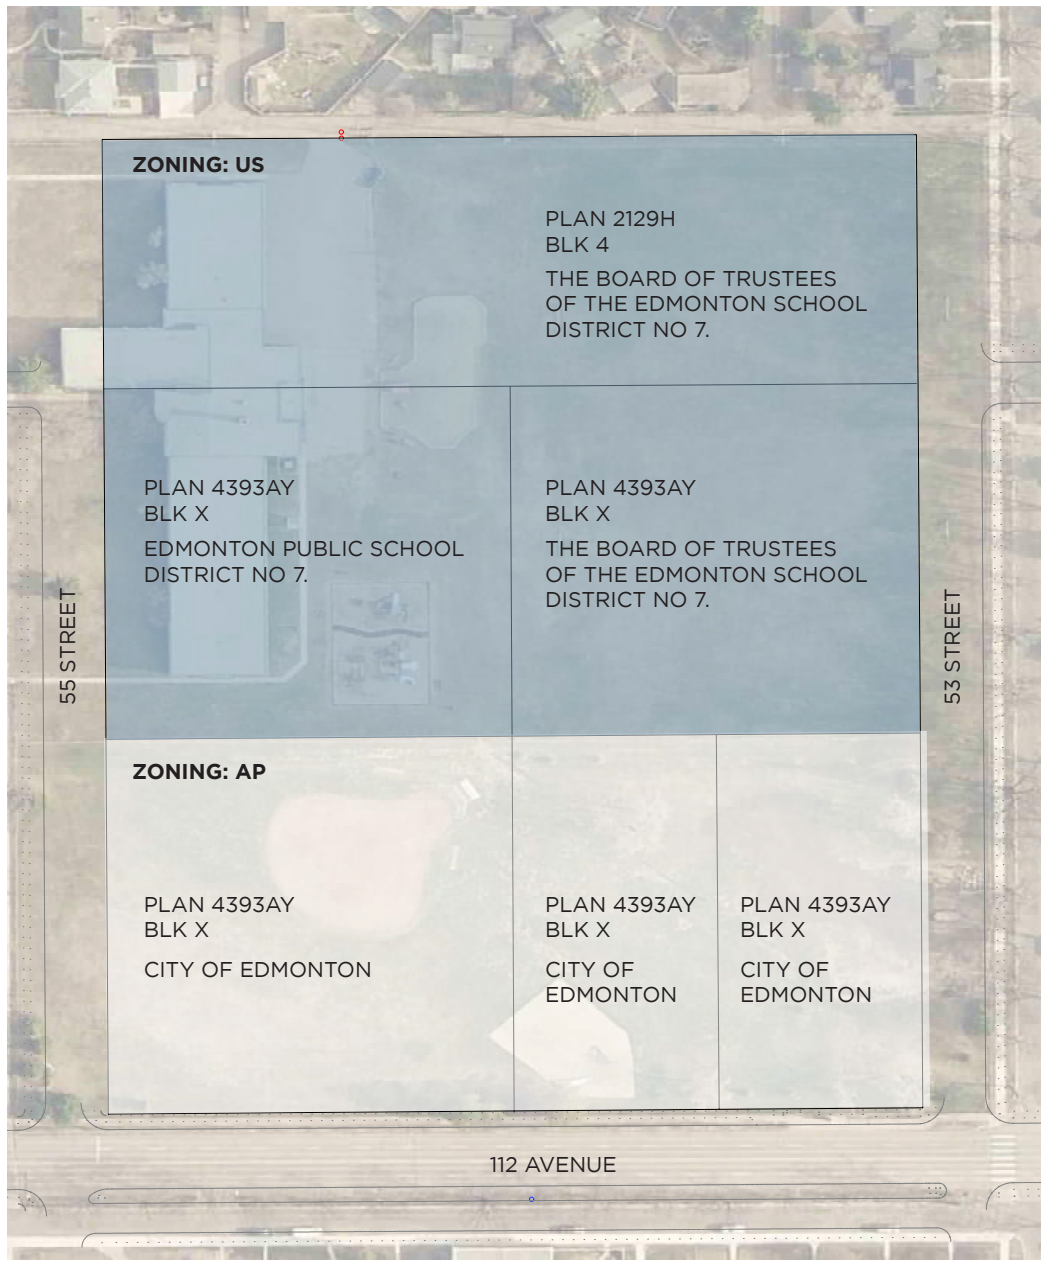 ZONING: US
PLAN 2129H
BLK 4
THE BOARD OF TRUSTEES
OF THE EDMONTON SCHOOL
DISTRICT NO 7.
PLAN 4393AY
BLK X
EDMONTON PUBLIC SCHOOL
DISTRICT NO 7.
PLAN 4393AY
BLK X
THE BOARD OF TRUSTEES
OF THE EDMONTON SCHOOL
DISTRICT NO 7.
55 STREET
53 STREET
ZONING: AP
PLAN 4393AY
BLK X
CITY OF EDMONTON
PLAN 4393AY
BLK X
CITY OF
EDMONTON
PLAN 4393AY
BLK X
CITY OF
EDMONTON
112 AVENUE